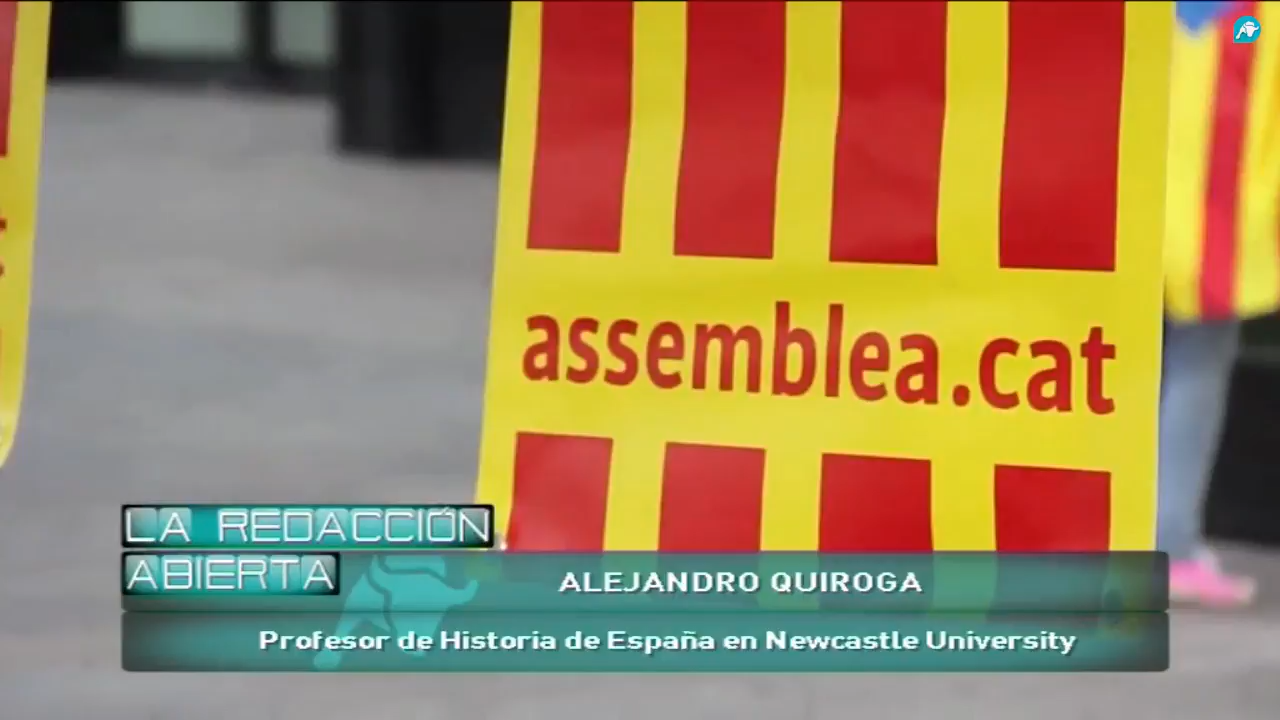 assemblea.cat
LA REDACCIÓN
ABIERTA
ALEJANDRO QUIROGA
Profesor de Historia de España en Newcastle University